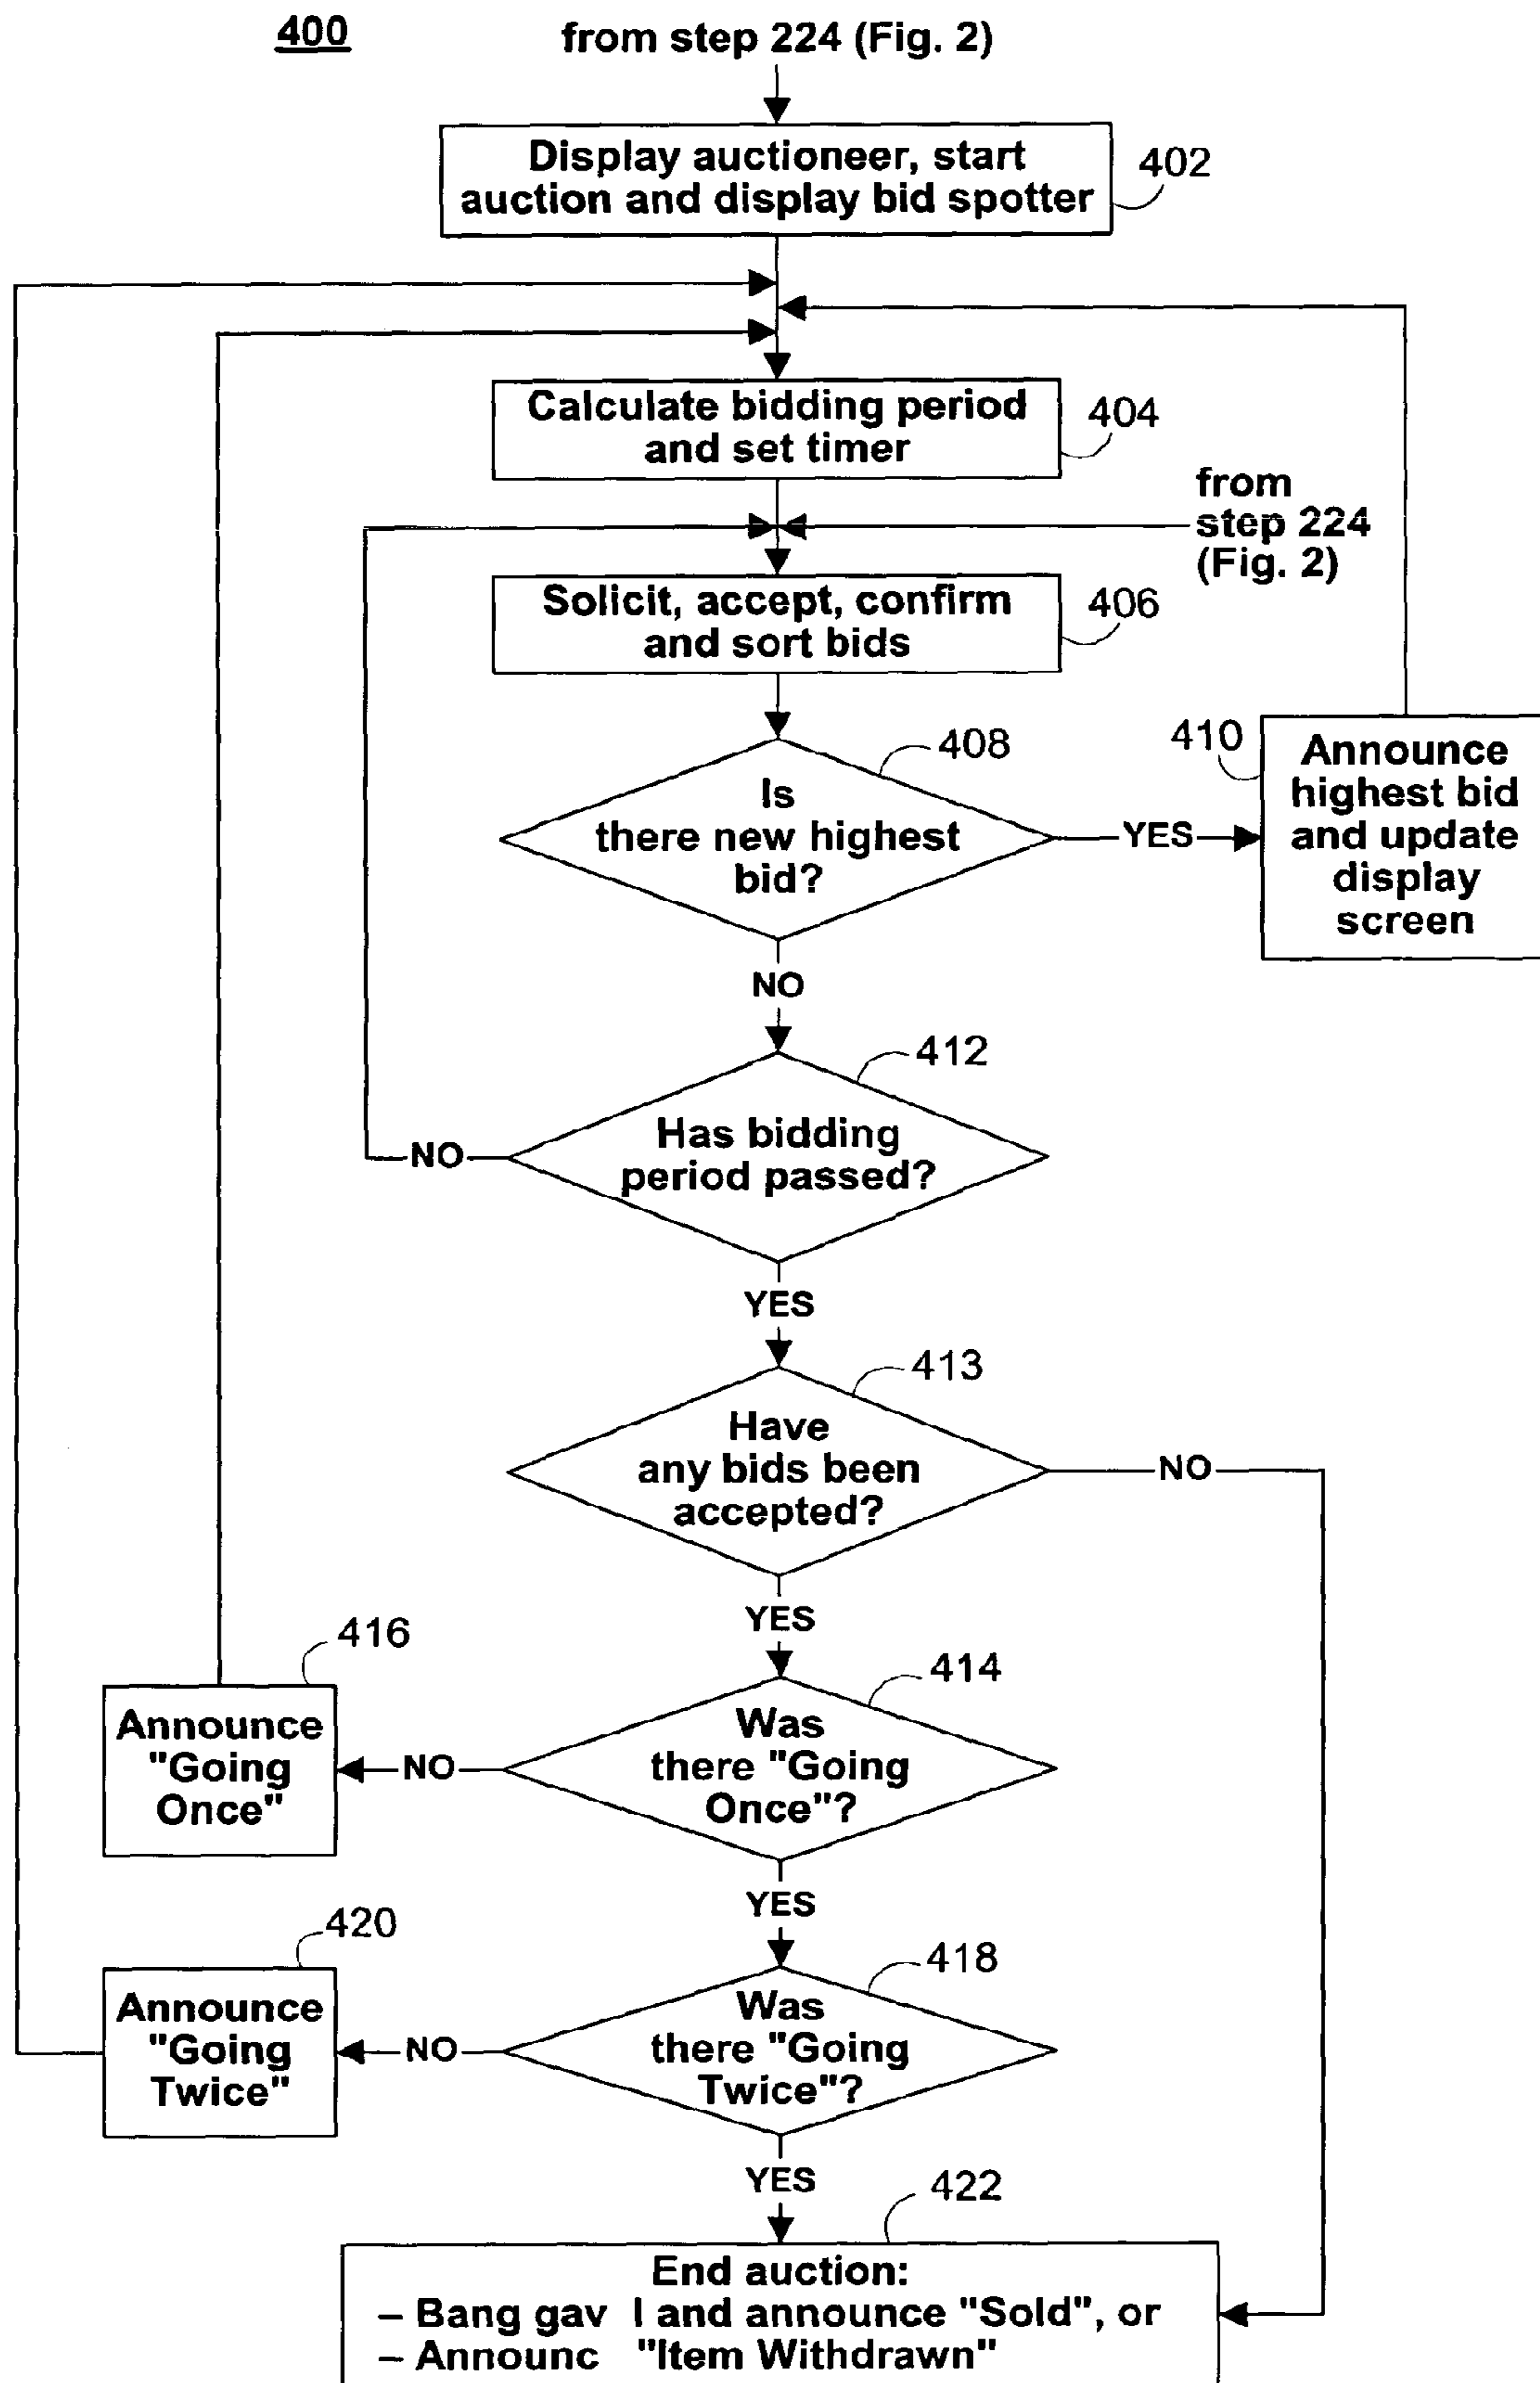 400
from step 224 (Fig. 2)
Display auctioneer, start
auction and display bid spotter
402
Calculate bidding period
and set timer
404
from
step 224
(Fig. 2)
Solicit, accept, confirm
and sort bids
406
408
Is
there new highest
bid?
YES
410
Announce
highest bid
and update
display
screen
NO
412
Has bidding
period passed?
NO
YES
413
Have
any bids been
accepted?
NO
YES
416
414
Announce
"Going
Once"
NO
Was
there "Going
Once"?
YES
420
418
Announce
"Going
Twice"
NO
Was
there "Going
Twice"?
YES
422
End auction:
– Bang gav l and announce "Sold", or
– Announc "Item Withdrawn"